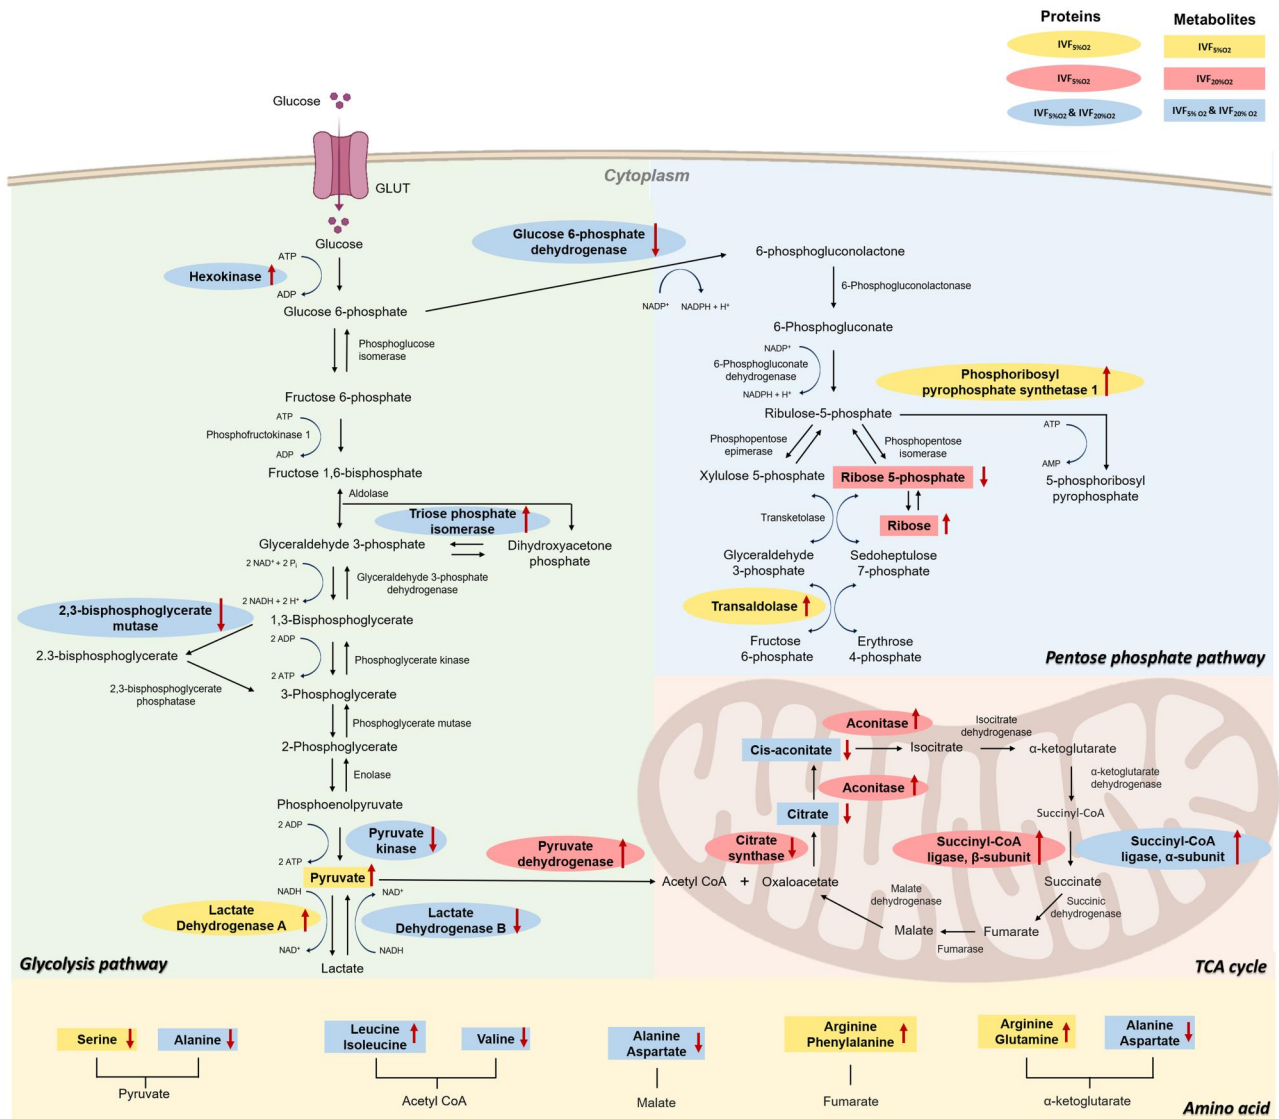 Proteins
Metabolites
IVF5%O2
IVF5%O2
IVF5%O2
IVF20%O2
IVF5%O2 & IVF20%O2
IVF5% O2 & IVF20% O2
Glucose
GLUT
Cytoplasm
Glucose
ATP
Hexokinase
ADP
Glucose 6-phosphate
Glucose 6-phosphate
dehydrogenase
NADP+
NADPH + H+
Phosphoglucose
isomerase
Fructose 6-phosphate
ATP
Phosphofructokinase 1
ADP
Fructose 1,6-bisphosphate
Aldolase
Triose phosphate
isomerase
Glyceraldehyde 3-phosphate
Dihydroxyacetone
phosphate
2 NAD+ + 2 Pi
Glyceraldehyde 3-phosphate
dehydrogenase
2 NADH + 2 H+
2,3-bisphosphoglycerate
mutase
1,3-Bisphosphoglycerate
2.3-bisphosphoglycerate
2 ADP
Phosphoglycerate kinase
2 ATP
2,3-bisphosphoglycerate
phosphatase
3-Phosphoglycerate
Phosphoglycerate mutase
2-Phosphoglycerate
Enolase
Phosphoenolpyruvate
2 ADP
Pyruvate
kinase
2 ATP
Pyruvate
Pyruvate
dehydrogenase
NADH
NAD+
Lactate
Dehydrogenase A
Lactate
Dehydrogenase B
NAD+
NADH
Lactate
Glycolysis pathway
6-phosphogluconolactone
6-Phosphogluconolactonase
6-Phosphogluconate
NADP+
6-Phosphogluconate
dehydrogenase
NADPH + H+
Phosphoribosyl
pyrophosphate synthetase 1
Ribulose-5-phosphate
ATP
AMP
5-phosphoribosyl
pyrophosphate
Phosphopentose
epimerase
Phosphopentose
isomerase
Xylulose 5-phosphate
Ribose 5-phosphate
Transketolase
Ribose
Glyceraldehyde
3-phosphate
Sedoheptulose
7-phosphate
Transaldolase
Fructose
6-phosphate
Erythrose
4-phosphate
Pentose phosphate pathway
Aconitase
Isocitrate
dehydrogenase
Cis-aconitate
Isocitrate
α-ketoglutarate
Aconitase
α-ketoglutarate
dehydrogenase
Citrate
Succinyl-CoA
Citrate
synthase
Succinyl-CoA
ligase, β-subunit
Succinyl-CoA
ligase, α-subunit
Acetyl CoA + Oxaloacetate
Succinate
Malate
dehydrogenase
Succinic
dehydrogenase
Malate
Fumarate
Fumarase
TCA cycle
Serine
Alanine
Pyruvate
Leucine
Isoleucine
Valine
Acetyl CoA
Alanine
Aspartate
Malate
Arginine
Phenylalanine
Fumarate
Arginine
Glutamine
Alanine
Aspartate
α-ketoglutarate
Amino acid